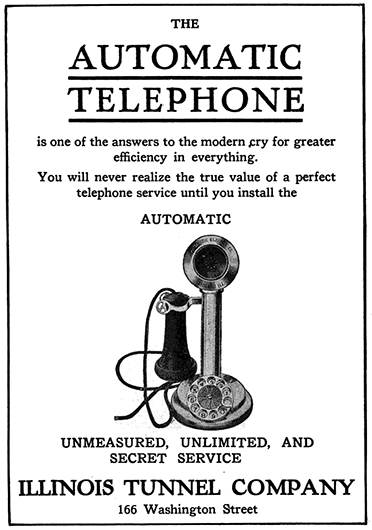 THE
AUTOMATIC
TELEPHONE
is one of the answers to the modern cry for greater
efficiency in everything.
You will never realize the true value of a perfect
telephone service until you install the
AUTOMATIC
UNMEASURED, UNLIMITED, AND
SECRET SERVICE
ILLINOIS TUNNEL COMPANY
166 Washington Street